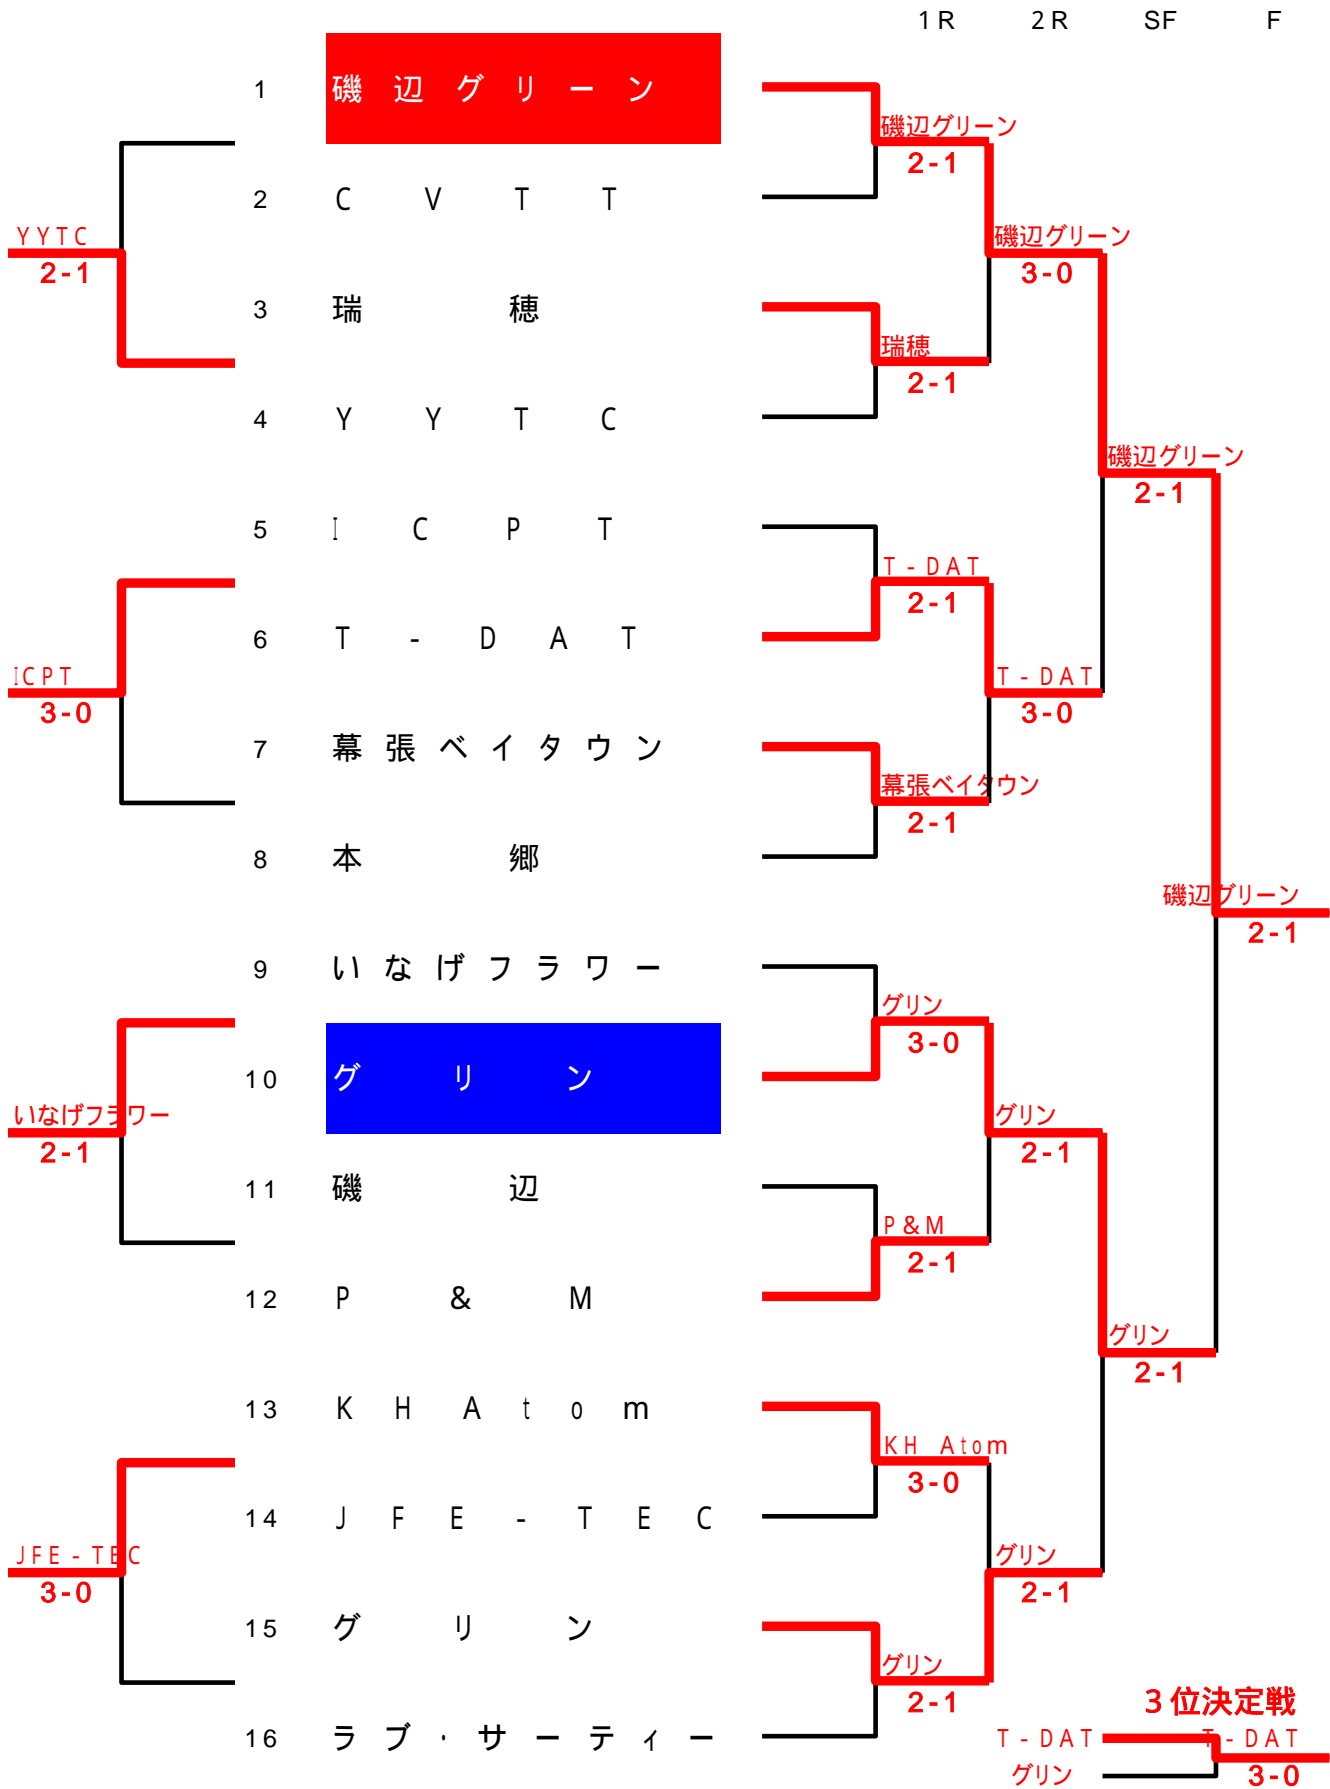 1R 2R SF F
1 磯辺グリーン
磯辺グリーン
2-1
2 CVTT
YYTC
2-1
磯辺グリーン
3-0
3 瑞穂
瑞穂
2-1
4 YYTC
磯辺グリーン
2-1
5 ICPT
T-DAT
2-1
6 T-DAT
ICPT
3-0
T-DAT
3-0
7 幕張ベイタウン
幕張ベイタウン
2-1
8 本郷
磯辺グリーン
2-1
9 いなげフラワー
グリン
3-0
10 グリン
いなげフラワー
2-1
グリン
2-1
11 磯辺
P&M
2-1
12 P&M
グリン
2-1
13 KHAtom
KH Atom
3-0
14 JFE-TEC
JFE-TEC
3-0
グリン
2-1
15 グリン
グリン
2-1
16 ラブ・サーティー
3位決定戦
T-DAT
T-DAT
グリン
3-0